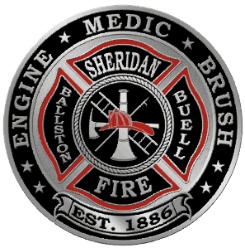 ENGINE ★ MEDIC ★ BRUSH
SHERIDAN
BALLSTON
BUELL
FIRE
EST. 1886